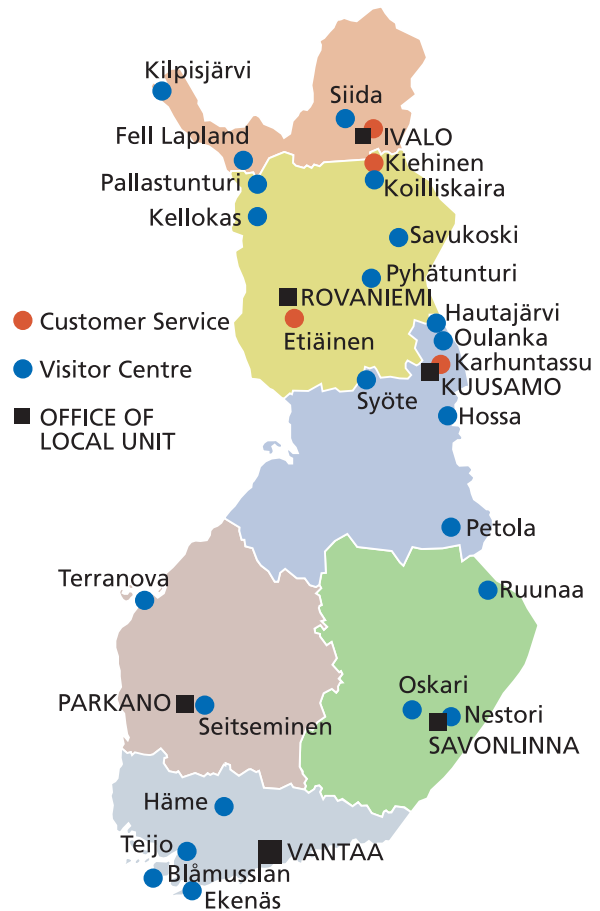 Kilpisjärvi
Siida
Fell Lapland
IVALO
Kiehinen
Pallastunturi
Koilliskaira
Kellokas
Savukoski
Pyhätunturi
ROVANIEMI
Hautajärvi
Customer Service
Oulanka
Etiäinen
Karhuntassu
Visitor Centre
KUUSAMO
Syöte
Hossa
OFFICE OF
LOCAL UNIT
Petola
Terranova
Ruunaa
Oskari
PARKANO
Nestori
Seitseminen
SAVONLINNA
Häme
Teijo
VANTAA
Blåmusslan
Ekenäs